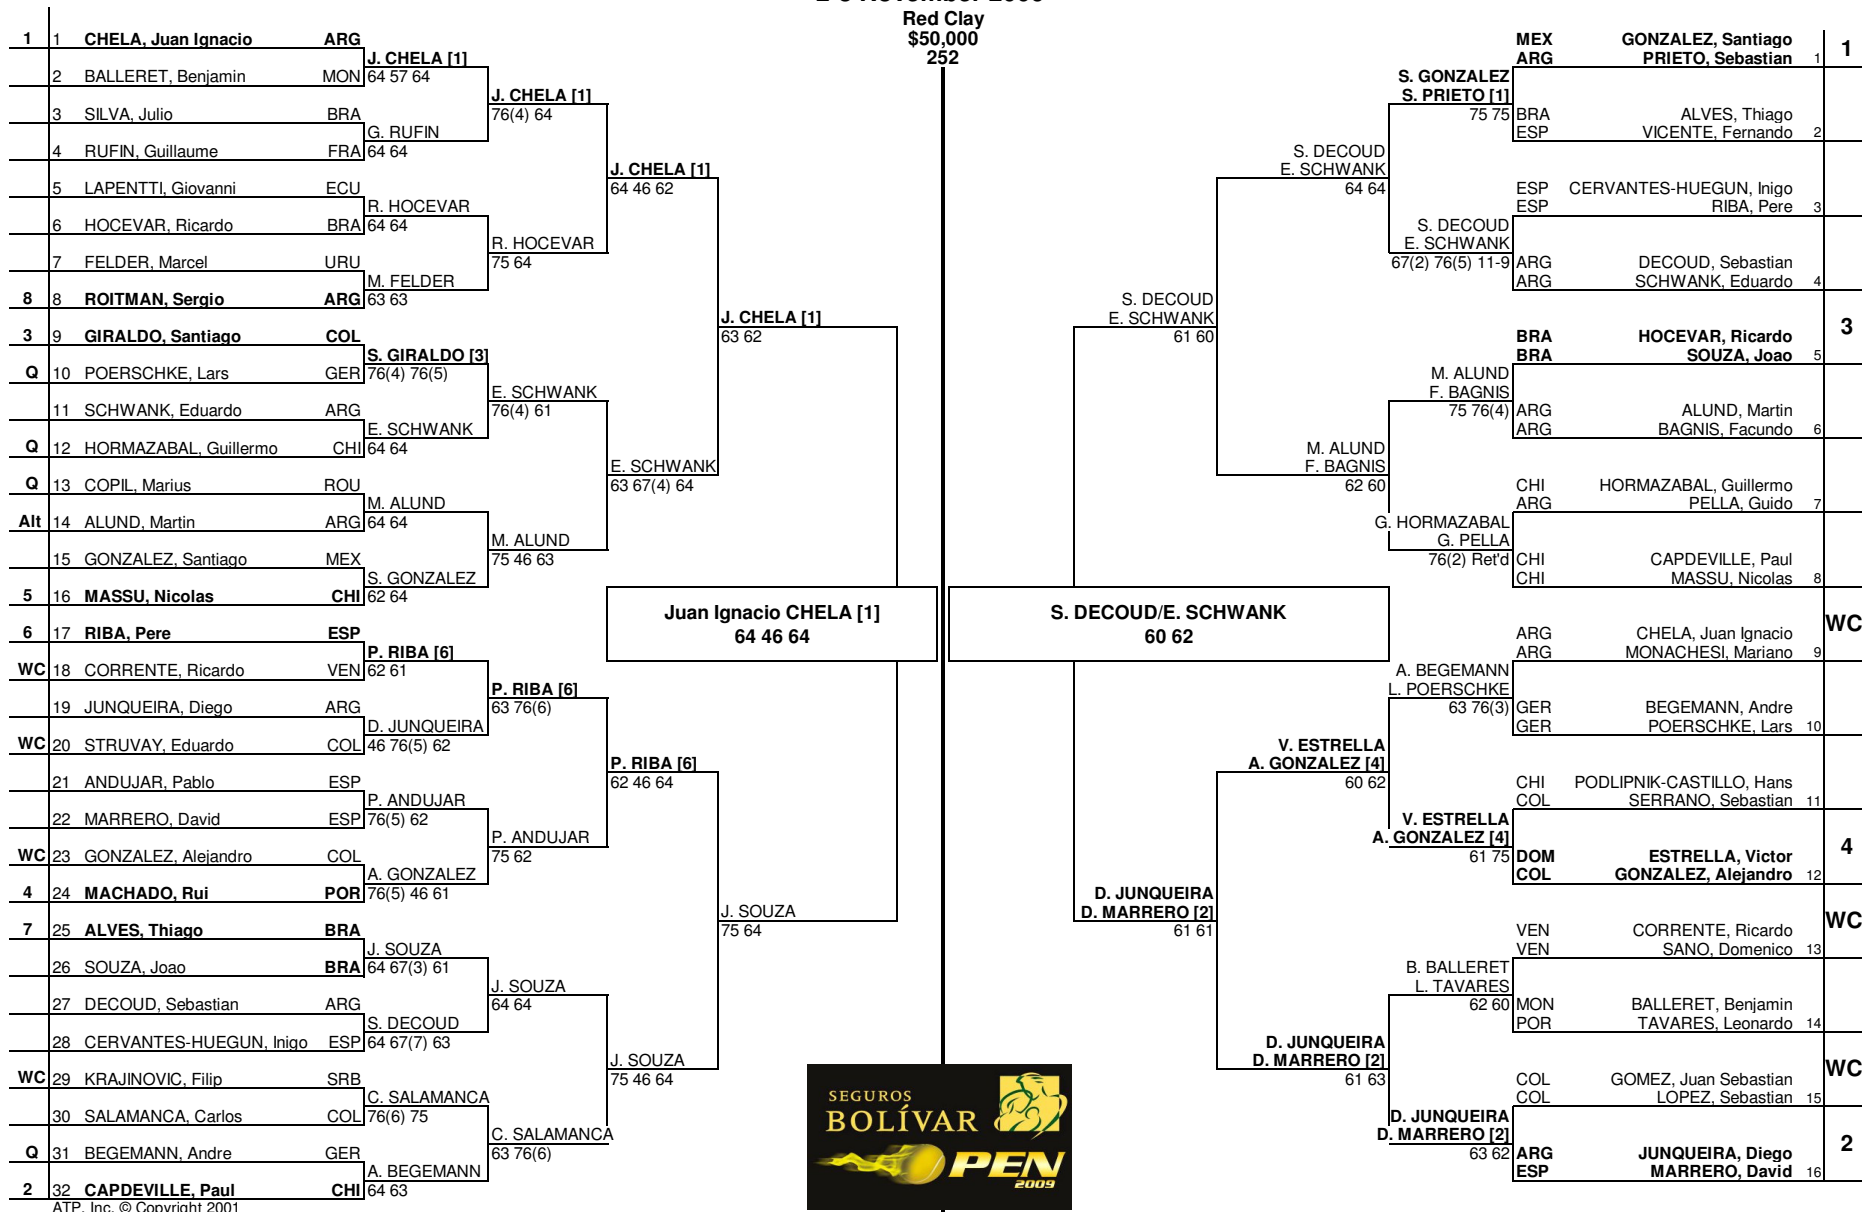 Red Clay
$50,000
252
1 1 CHELA, Juan Ignacio ARG
2 BALLERET, Benjamin MON
3 SILVA, Julio BRA
4 RUFIN, Guillaume FRA
5 LAPENTTI, Giovanni ECU
6 HOCEVAR, Ricardo BRA
7 FELDER, Marcel URU
8 8 ROITMAN, Sergio ARG
3 9 GIRALDO, Santiago COL
Q 10 POERSCHKE, Lars GER
11 SCHWANK, Eduardo ARG
Q 12 HORMAZABAL, Guillermo CHI
Q 13 COPIL, Marius ROU
Alt 14 ALUND, Martin ARG
15 GONZALEZ, Santiago MEX
5 16 MASSU, Nicolas CHI
6 17 RIBA, Pere ESP
WC 18 CORRENTE, Ricardo VEN
19 JUNQUEIRA, Diego ARG
WC 20 STRUVAY, Eduardo COL
21 ANDUJAR, Pablo ESP
22 MARRERO, David ESP
WC 23 GONZALEZ, Alejandro COL
4 24 MACHADO, Rui POR
7 25 ALVES, Thiago BRA
26 SOUZA, Joao BRA
27 DECOUD, Sebastian ARG
28 CERVANTES-HUEGUN, Inigo ESP
WC 29 KRAJINOVIC, Filip SRB
30 SALAMANCA, Carlos COL
Q 31 BEGEMANN, Andre GER
2 32 CAPDEVILLE, Paul CHI
ATP, Inc. © Copyright 2001
J. CHELA [1]
64 57 64
G. RUFIN
64 64
R. HOCEVAR
64 64
M. FELDER
63 63
S. GIRALDO [3]
76(4) 76(5)
E. SCHWANK
64 64
M. ALUND
64 64
S. GONZALEZ
62 64
P. RIBA [6]
62 61
D. JUNQUEIRA
46 76(5) 62
P. ANDUJAR
76(5) 62
A. GONZALEZ
76(5) 46 61
J. SOUZA
64 67(3) 61
S. DECOUD
64 67(7) 63
C. SALAMANCA
76(6) 75
A. BEGEMANN
64 63
J. CHELA [1]
76(4) 64
R. HOCEVAR
75 64
E. SCHWANK
76(4) 61
M. ALUND
75 46 63
P. RIBA [6]
63 76(6)
P. ANDUJAR
75 62
J. SOUZA
64 64
C. SALAMANCA
63 76(6)
J. CHELA [1]
64 46 62
E. SCHWANK
63 67(4) 64
P. RIBA [6]
62 46 64
J. SOUZA
75 46 64
J. CHELA [1]
63 62
J. SOUZA
75 64
Juan Ignacio CHELA [1]
64 46 64
S. DECOUD/E. SCHWANK
60 62
S. DECOUD
E. SCHWANK
61 60
D. JUNQUEIRA
D. MARRERO [2]
61 61
S. DECOUD
E. SCHWANK
64 64
M. ALUND
F. BAGNIS
62 60
V. ESTRELLA
A. GONZALEZ [4]
60 62
D. JUNQUEIRA
D. MARRERO [2]
61 63
S. GONZALEZ
S. PRIETO [1]
75 75
S. DECOUD
E. SCHWANK
67(2) 76(5) 11-9
M. ALUND
F. BAGNIS
75 76(4)
G. HORMAZABAL
G. PELLA
76(2) Ret'd
A. BEGEMANN
L. POERSCHKE
63 76(3)
V. ESTRELLA
A. GONZALEZ [4]
61 75
B. BALLERET
L. TAVARES
62 60
D. JUNQUEIRA
D. MARRERO [2]
63 62
MEX GONZALEZ, Santiago
ARG PRIETO, Sebastian 1 1
BRA ALVES, Thiago
ESP VICENTE, Fernando 2
ESP CERVANTES-HUEGUN, Inigo
ESP RIBA, Pere 3
ARG DECOUD, Sebastian
ARG SCHWANK, Eduardo 4
BRA HOCEVAR, Ricardo 3
BRA SOUZA, Joao 5
ARG ALUND, Martin
ARG BAGNIS, Facundo 6
CHI HORMAZABAL, Guillermo
ARG PELLA, Guido 7
CHI CAPDEVILLE, Paul
CHI MASSU, Nicolas 8
ARG CHELA, Juan Ignacio WC
ARG MONACHESI, Mariano 9
GER BEGEMANN, Andre
GER POERSCHKE, Lars 10
CHI PODLIPNIK-CASTILLO, Hans
COL SERRANO, Sebastian 11
DOM ESTRELLA, Victor 4
COL GONZALEZ, Alejandro 12
VEN CORRENTE, Ricardo WC
VEN SANO, Domenico 13
MON BALLERET, Benjamin
POR TAVARES, Leonardo 14
COL GOMEZ, Juan Sebastian WC
COL LOPEZ, Sebastian 15
ARG JUNQUEIRA, Diego 2
ESP MARRERO, David 16
SEGUROS
BOLÍVAR
OPEN
2009